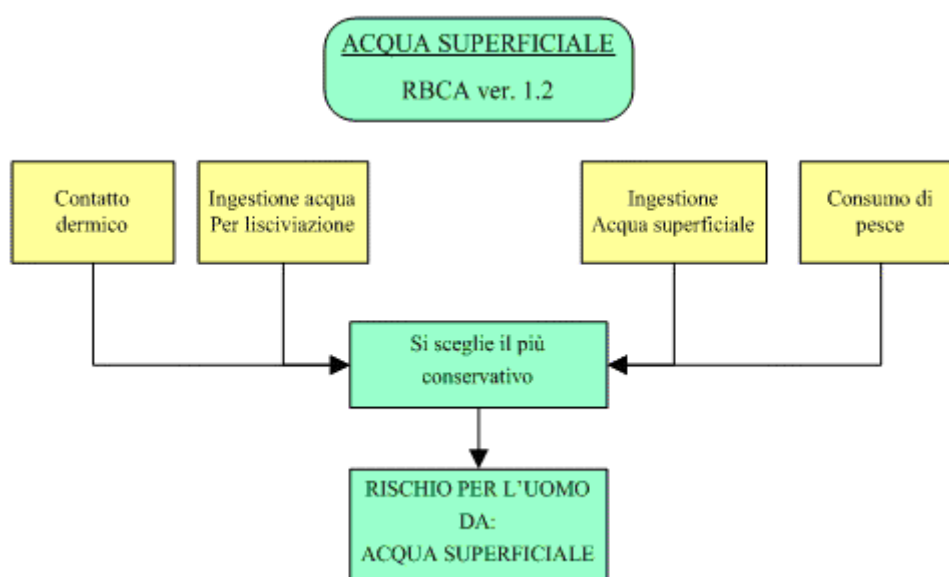 ACQUA SUPERFICIALE
RBCA ver. 1.2
Contatto
dermico
Ingestione acqua
Per lisciviazione
Ingestione
Acqua superficiale
Consumo di
pesce
Si sceglie il più
conservativo
RISCHIO PER L'UOMO
DA:
ACQUA SUPERFICIALE